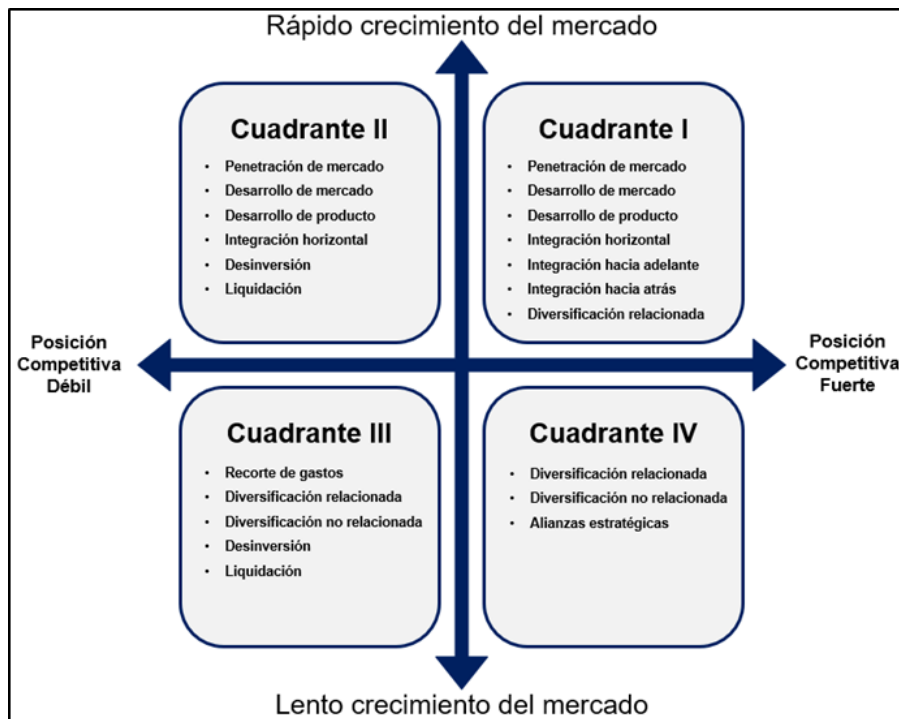 Rápido crecimiento del mercado
Cuadrante II
• Penetración de mercado
• Desarrollo de mercado
• Desarrollo de producto
• Integración horizontal
• Desinversión
• Liquidación
Cuadrante I
• Penetración de mercado
• Desarrollo de mercado
• Desarrollo de producto
• Integración horizontal
• Integración hacia adelante
• Integración hacia atrás
• Diversificación relacionada
Posición
Competitiva
Débil
Posición
Competitiva
Fuerte
Cuadrante III
• Recorte de gastos
• Diversificación relacionada
• Diversificación no relacionada
• Desinversión
• Liquidación
Cuadrante IV
• Diversificación relacionada
• Diversificación no relacionada
• Alianzas estratégicas
Lento crecimiento del mercado